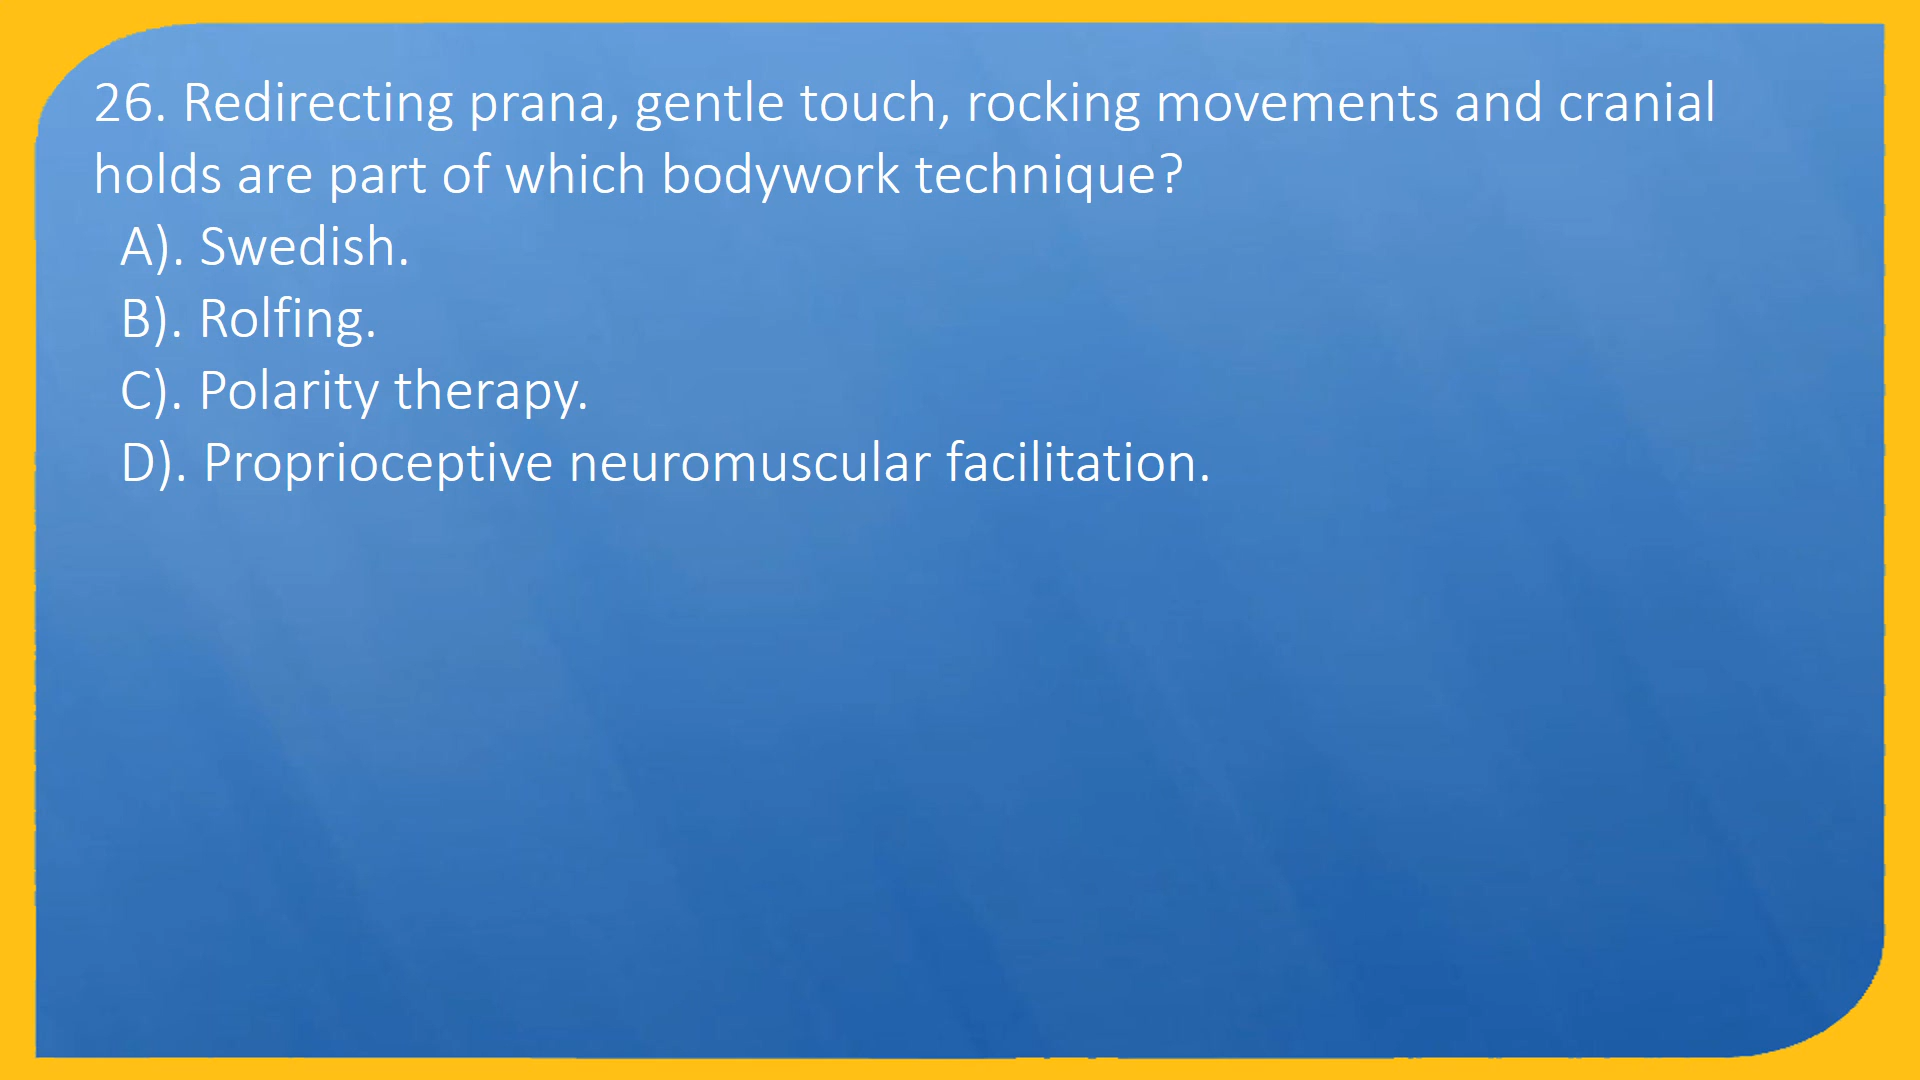 26. Redirecting prana, gentle touch, rocking movements and cranial
holds are part of which bodywork technique?
A). Swedish.
B). Rolfing.
C). Polarity therapy.
D). Proprioceptive neuromuscular facilitation.